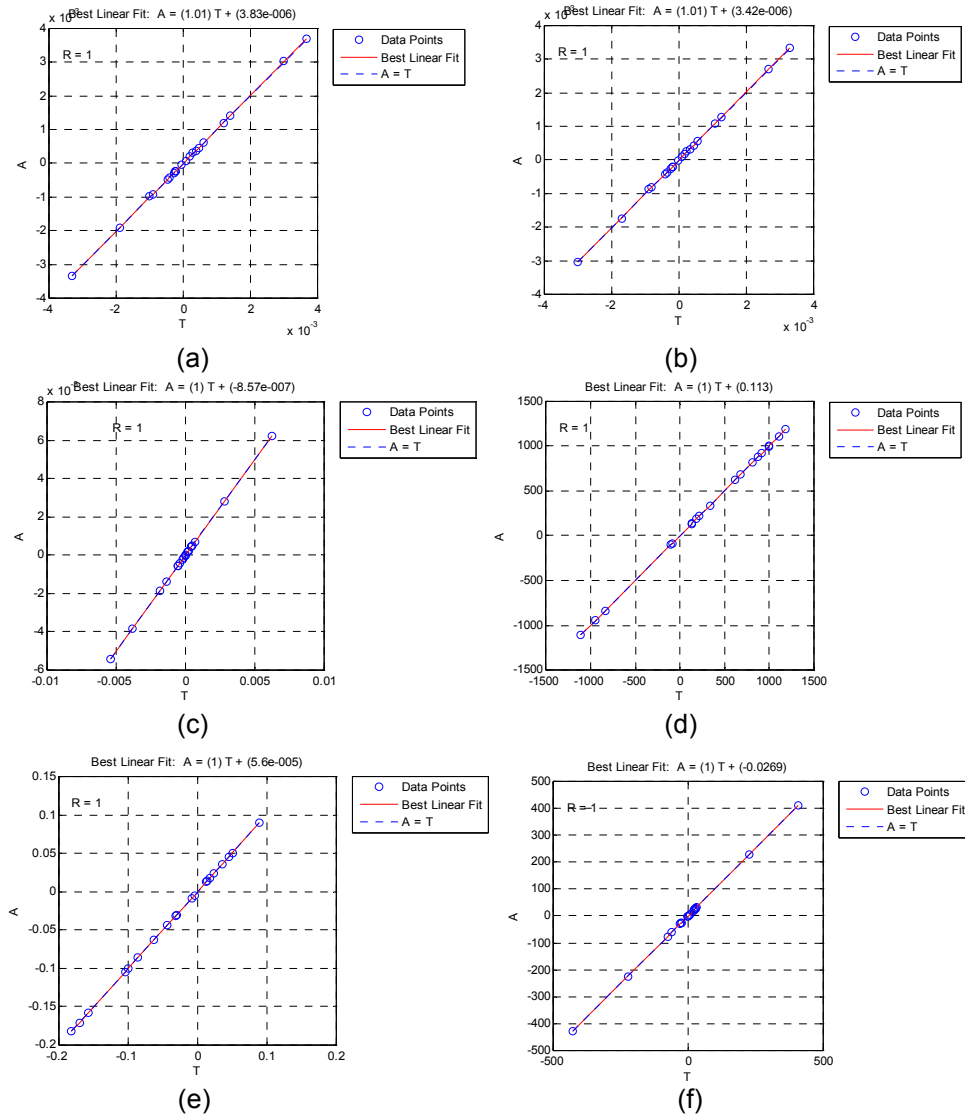 Best Linear Fit: A = (1.01) T + (3.83e-006)
x 10^-3
R = 1
Data Points
Best Linear Fit
A = T
4
3
2
1
0
-1
-2
-3
-4
A
-4 -2 0 2 4
x 10^-3
T
(a)
Best Linear Fit: A = (1.01) T + (3.42e-006)
x 10^-3
R = 1
Data Points
Best Linear Fit
A = T
4
3
2
1
0
-1
-2
-3
-4
A
-4 -2 0 2 4
x 10^-3
T
(b)
Best Linear Fit: A = (1) T + (-8.57e-007)
x 10^-3
R = 1
Data Points
Best Linear Fit
A = T
8
6
4
2
0
-2
-4
-6
A
-0.01 -0.005 0 0.005 0.01
T
(c)
Best Linear Fit: A = (1) T + (0.113)
R = 1
Data Points
Best Linear Fit
A = T
1500
1000
500
0
-500
-1000
-1500
A
-1500 -1000 -500 0 500 1000 1500
T
(d)
Best Linear Fit: A = (1) T + (5.6e-005)
R = 1
Data Points
Best Linear Fit
A = T
0.15
0.1
0.05
0
-0.05
-0.1
-0.15
-0.2
A
-0.2 -0.1 0 0.1 0.2
T
(e)
Best Linear Fit: A = (1) T + (-0.0269)
R = 1
Data Points
Best Linear Fit
A = T
500
400
300
200
100
0
-100
-200
-300
-400
-500
A
-500 0 500
T
(f)